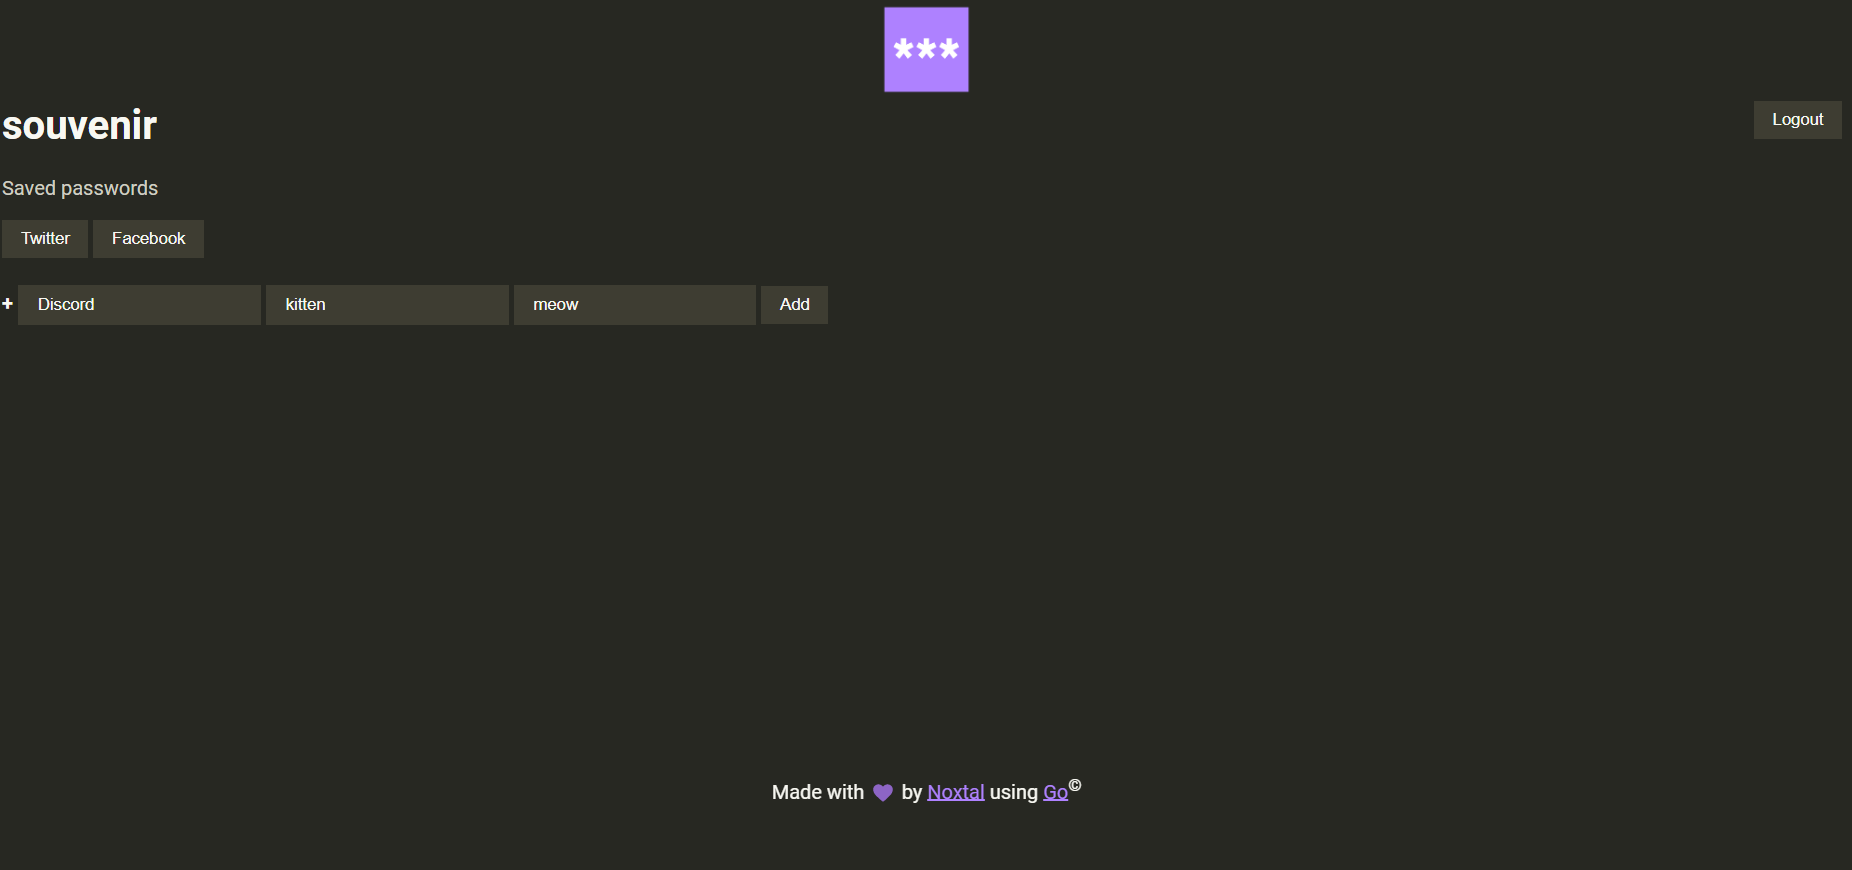 ***
souvenir
Logout
Saved passwords
Twitter Facebook
+ Discord kitten meow Add
Made with 💜 by Noxtal using Go©